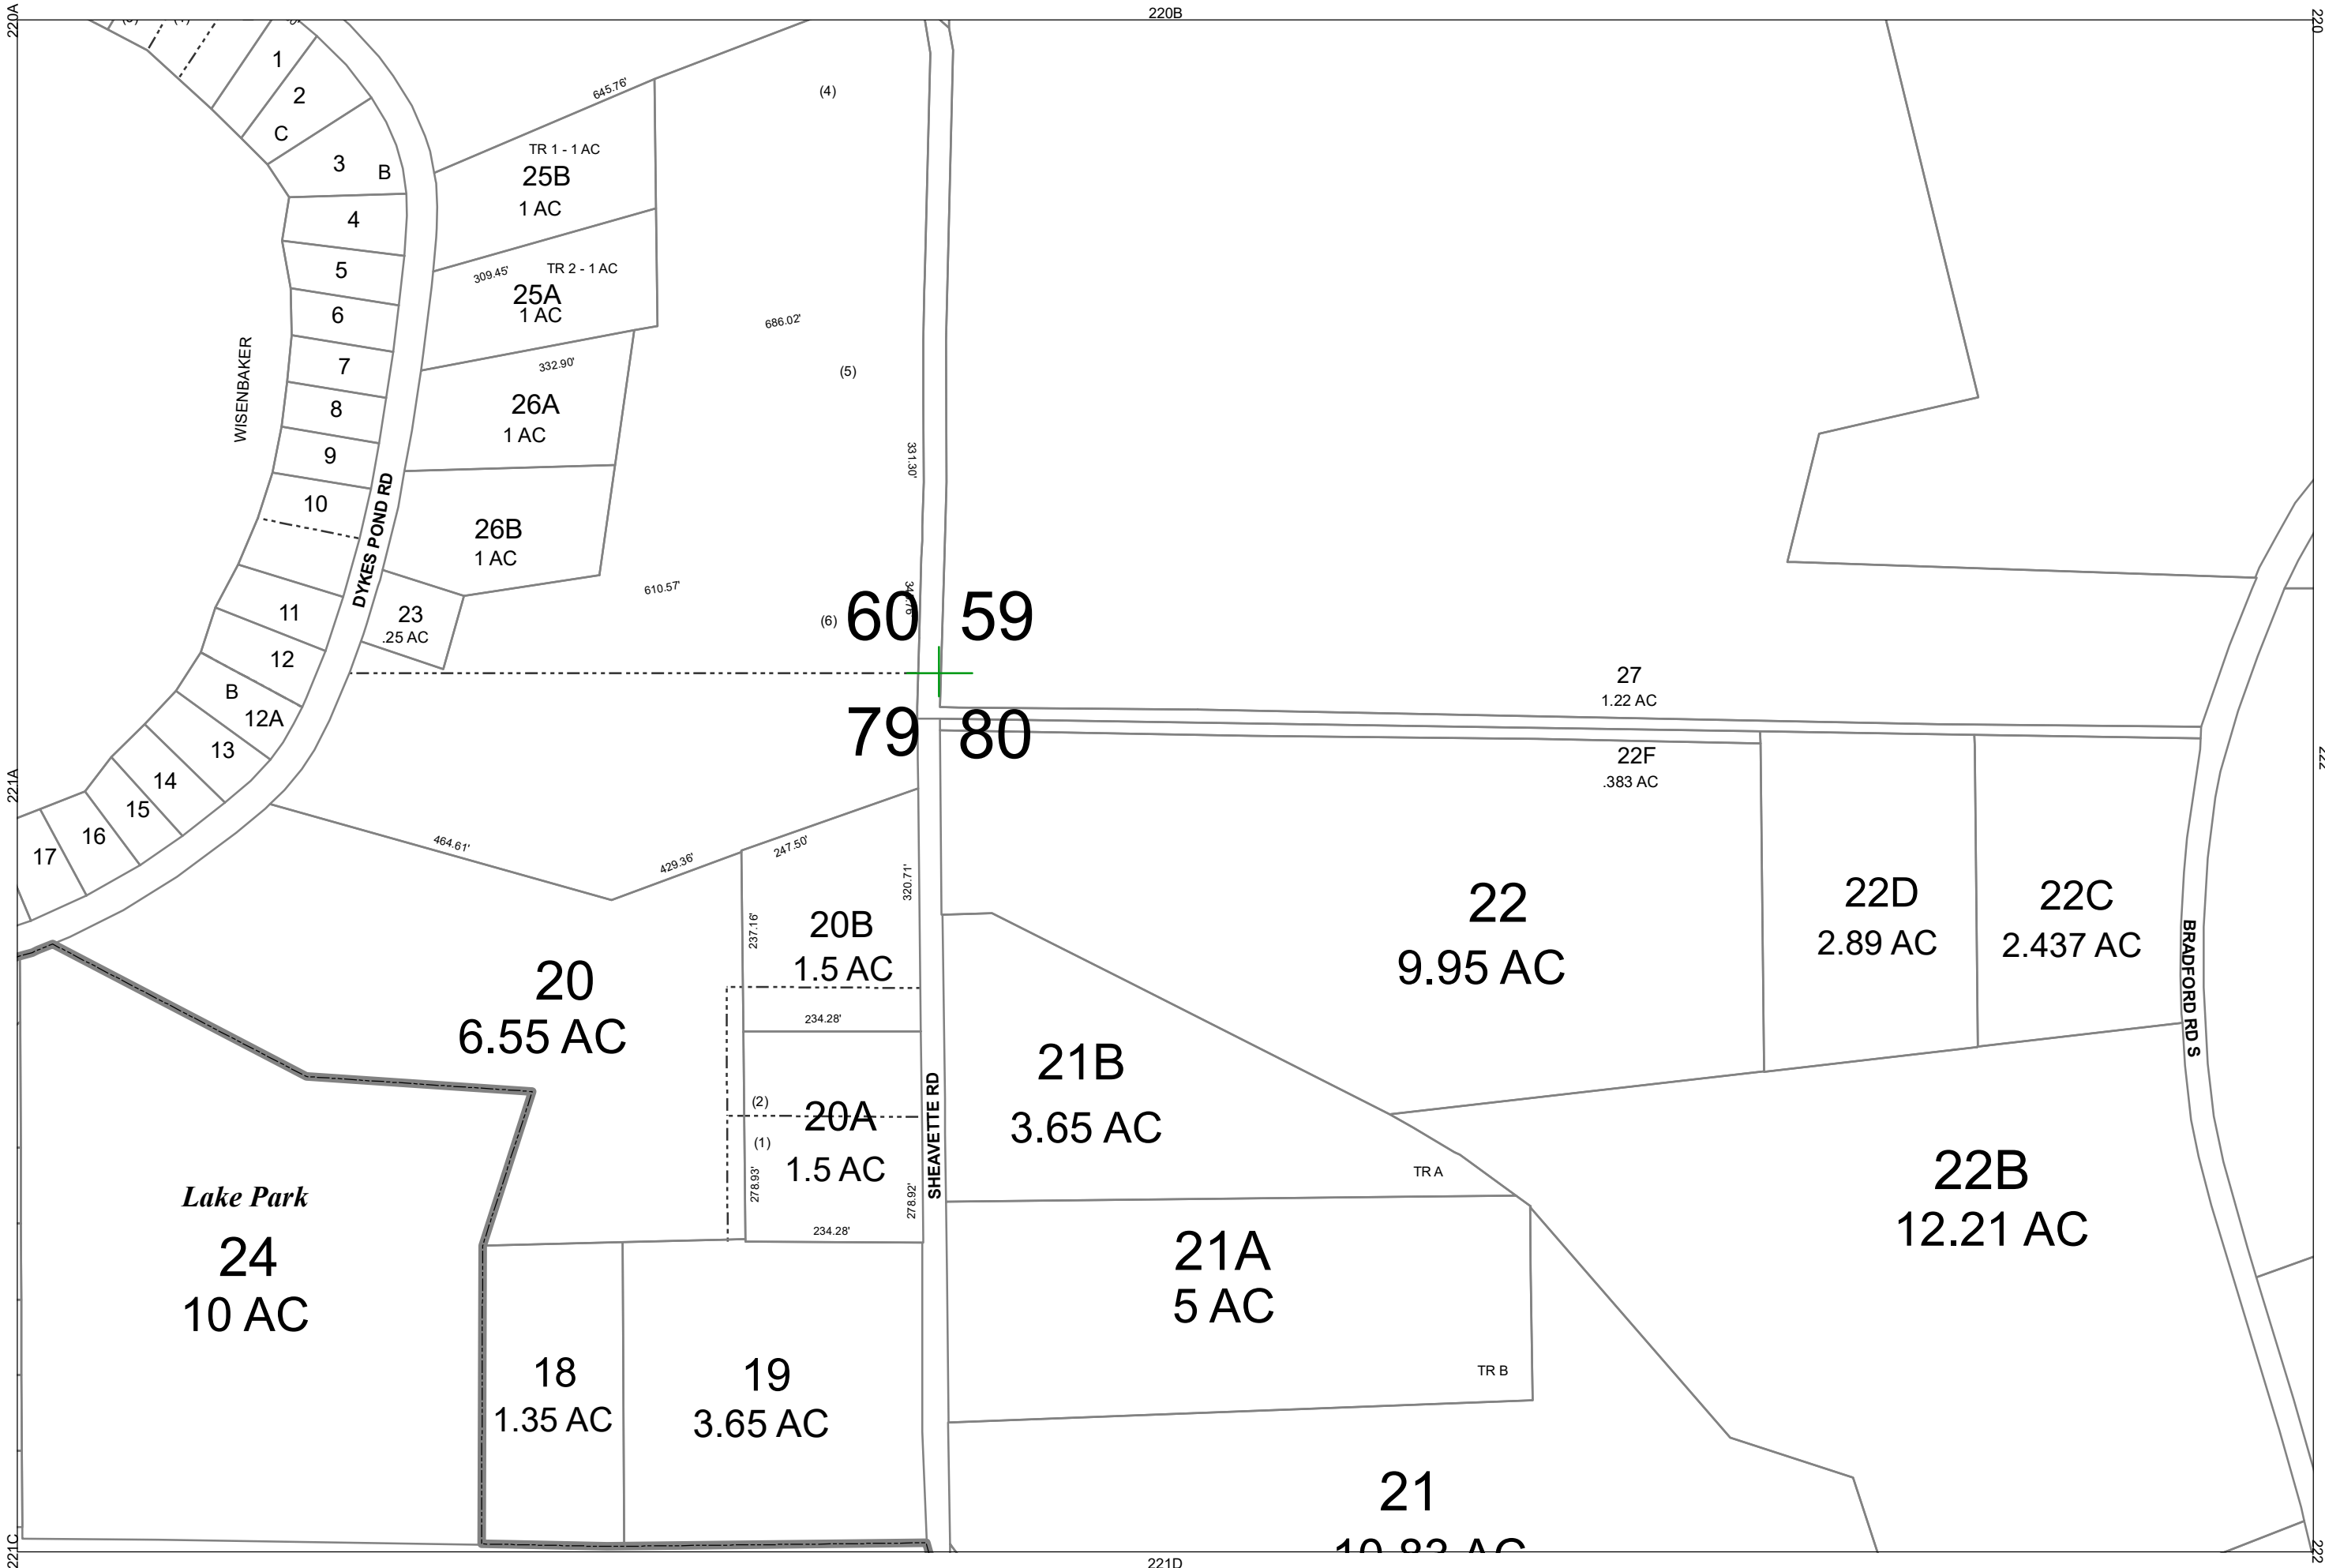 220A
220B
220
1
2
C
3
B
4
5
6
7
8
9
10
11
12
B
12A
13
14
15
16
17
WISENBAKER
DYKES POND RD
645.76'
(4)
TR 1 - 1 AC
25B
1 AC
309.45'
TR 2 - 1 AC
25A
1 AC
686.02'
332.90'
(5)
26A
1 AC
331.30'
26B
1 AC
610.57'
23
.25 AC
(6)
60
59
79
80
27
1.22 AC
22F
.383 AC
221A
222
464.61'
429.36'
247.50'
320.71'
237.16'
20B
1.5 AC
234.28'
20
6.55 AC
(2)
20A
(1)
1.5 AC
278.93'
278.92'
234.28'
SHEAVETTE RD
22
9.95 AC
22D
2.89 AC
22C
2.437 AC
BRADFORD RD S
21B
3.65 AC
TR A
22B
12.21 AC
21A
5 AC
TR B
Lake Park
24
10 AC
18
1.35 AC
19
3.65 AC
21
10.83 AC
221C
221D
222